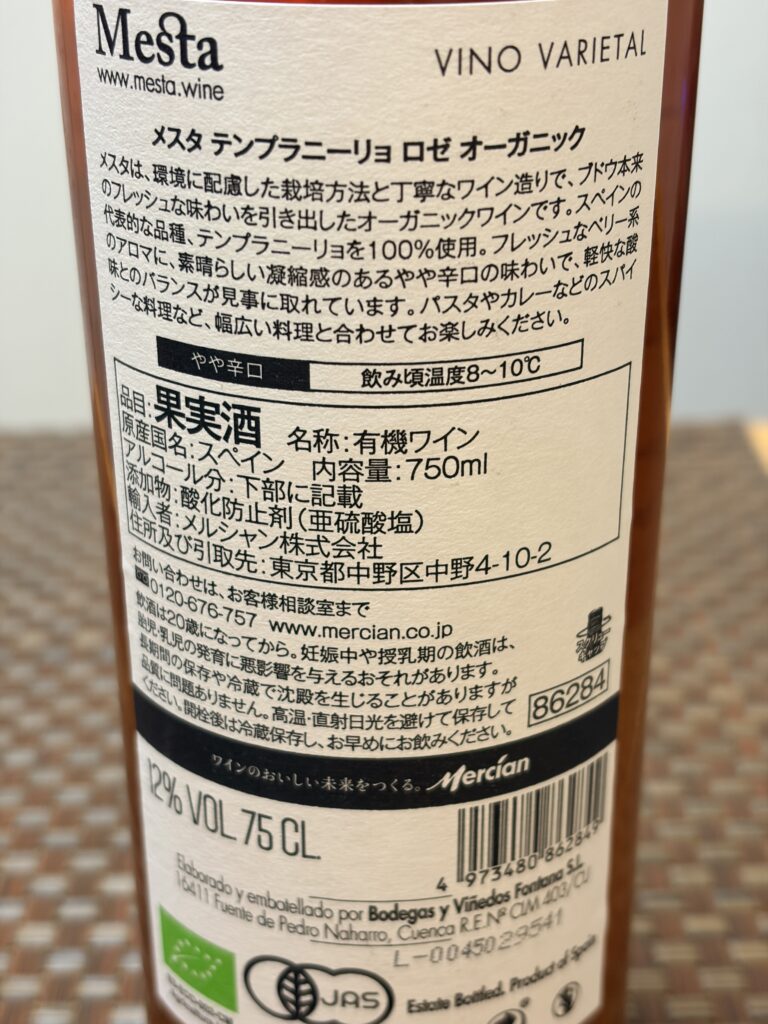 Mesta
VINO VARIETAL
www.mesta.wine
メスタ テンプラニーリョ ロゼ オーガニック
メスタは、環境に配慮した栽培方法と丁寧なワイン造りで、ブドウ本来
のフレッシュな味わいを引き出したオーガニックワインです。スペインの
代表的な品種、テンプラニーリョを100%使用。フレッシュなベリー系
のアロマに、素晴らしい凝縮感のあるやや辛口の味わいで、軽快な酸
味とのバランスが見事に取れています。パスタやカレーなどのスパイ
シーな料理など、幅広い料理と合わせてお楽しみください。
やや辛口 飲み頃温度8~10℃
品目:果実酒 名称:有機ワイン
原産国名:スペイン 内容量:750ml
アルコール分:下部に記載
添加物:酸化防止剤(亜硫酸塩)
輸入者:メルシャン株式会社
住所及び引取先:東京都中野区中野4-10-2
お問い合わせは、お客様相談室まで
0120-676-757 www.mercian.co.jp
飲酒は20歳になってから。妊娠中や授乳期の飲酒は、
胎児・乳児の発育に悪影響を与えるおそれがあります。
長期間の保存や冷蔵で沈殿を生じることがありますが
品質に問題ありません。高温・直射日光を避けて保存して
ください。開栓後は冷蔵保存し、お早めにお飲みください。
86284
ワインのおいしい未来をつくる。 Mercian
12% VOL. 75 CL.
4 973480 862849
Elaborado y embotellado por Bodegas y Viñedos Fontana S.L.
16411 Fuente de Pedro Naharro, Cuenca R.E.Nº CLM 403/CU
L-0045029541
JAS
Estate Bottled. Product of Spain